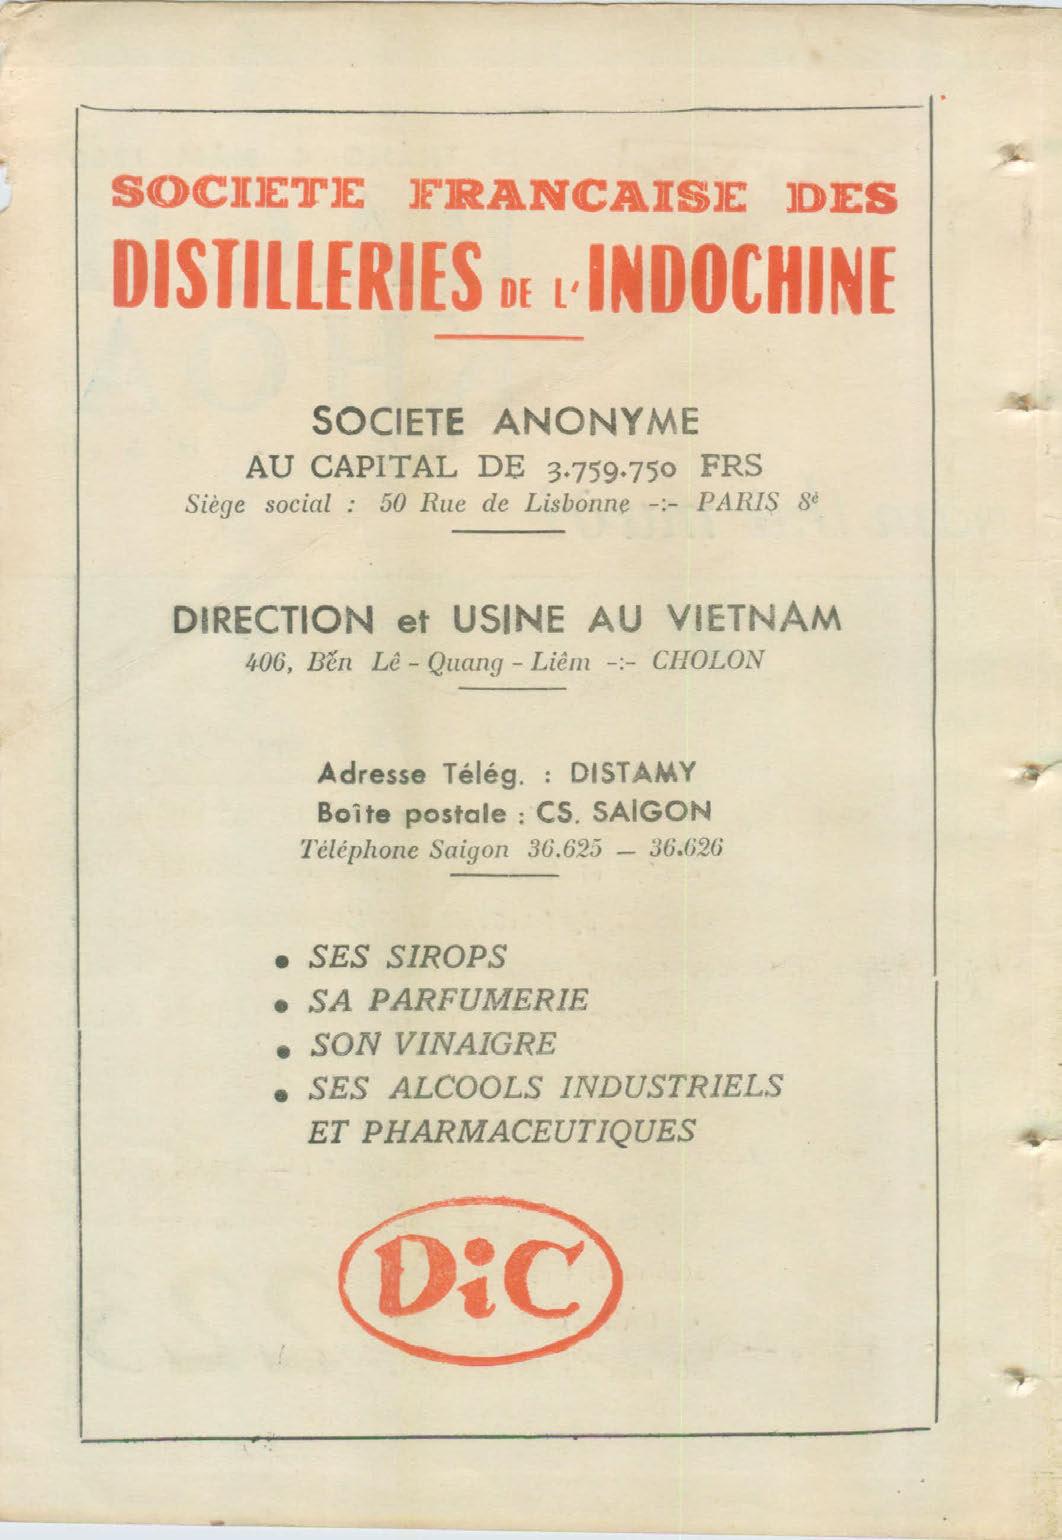 SOCIETE FRANCAISE DES
DISTILLERIES DE L'INDOCHINE
SOCIETE ANONYME
AU CAPITAL DE 3.759.750 FRS
Siège social : 50 Rue de Lisbonne -:- PARIS 8è
DIRECTION et USINE AU VIETNAM
406, Bến Lê - Quang - Liêm -:- CHOLON
Adresse Télég. : DISTAMY
Boîte postale : CS. SAIGON
Téléphone Saigon 36.625 — 36.626
• SES SIROPS
• SA PARFUMERIE
• SON VINAIGRE
• SES ALCOOLS INDUSTRIELS
ET PHARMACEUTIQUES
DiC